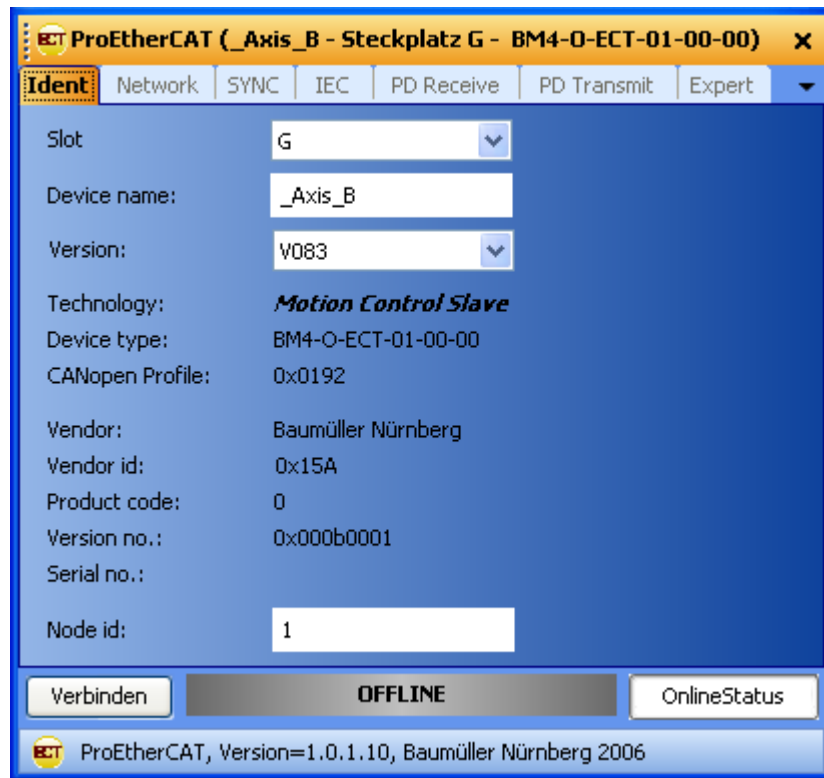 ECT ProEtherCAT (_Axis_B - Steckplatz G - BM4-O-ECT-01-00-00)
Ident Network SYNC IEC PD Receive PD Transmit Expert
Slot G
Device name: _Axis_B
Version: V083
Technology: Motion Control Slave
Device type: BM4-O-ECT-01-00-00
CANopen Profile: 0x0192
Vendor: Baumüller Nürnberg
Vendor id: 0x15A
Product code: 0
Version no.: 0x000b0001
Serial no.:
Node id: 1
Verbinden OFFLINE OnlineStatus
ECT ProEtherCAT, Version=1.0.1.10, Baumüller Nürnberg 2006